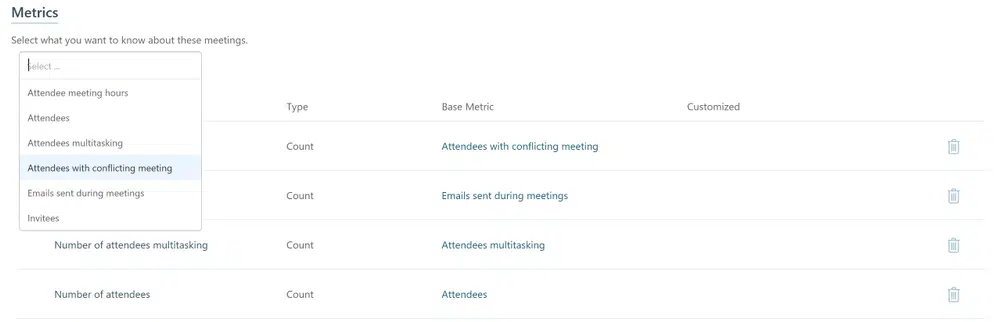 Metrics
Select what you want to know about these meetings.
Select ...
Attendee meeting hours
Attendees
Attendees multitasking
Attendees with conflicting meeting
Emails sent during meetings
Invitees
Type Base Metric Customized
Count Attendees with conflicting meeting
Count Emails sent during meetings
Number of attendees multitasking Count Attendees multitasking
Number of attendees Count Attendees